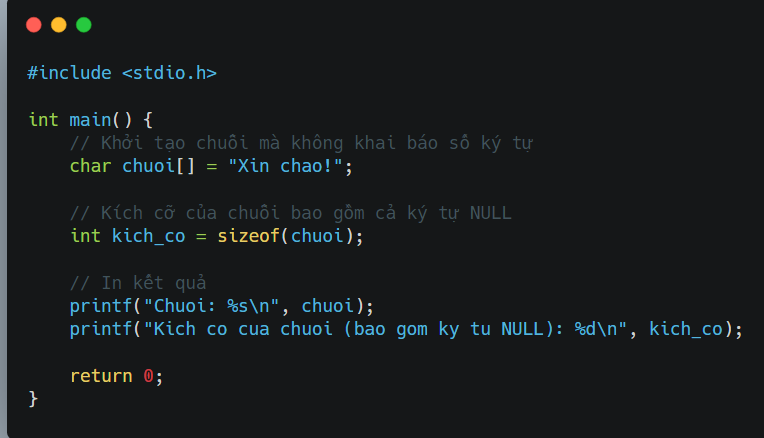 #include <stdio.h>
int main() {
// Khởi tạo chuỗi mà không khai báo số ký tự
char chuoi[] = "Xin chao!";
// Kích cỡ của chuỗi bao gồm cả ký tự NULL
int kich_co = sizeof(chuoi);
// In kết quả
printf("Chuoi: %s\n", chuoi);
printf("Kich co cua chuoi (bao gom ky tu NULL): %d\n", kich_co);
return 0;
}